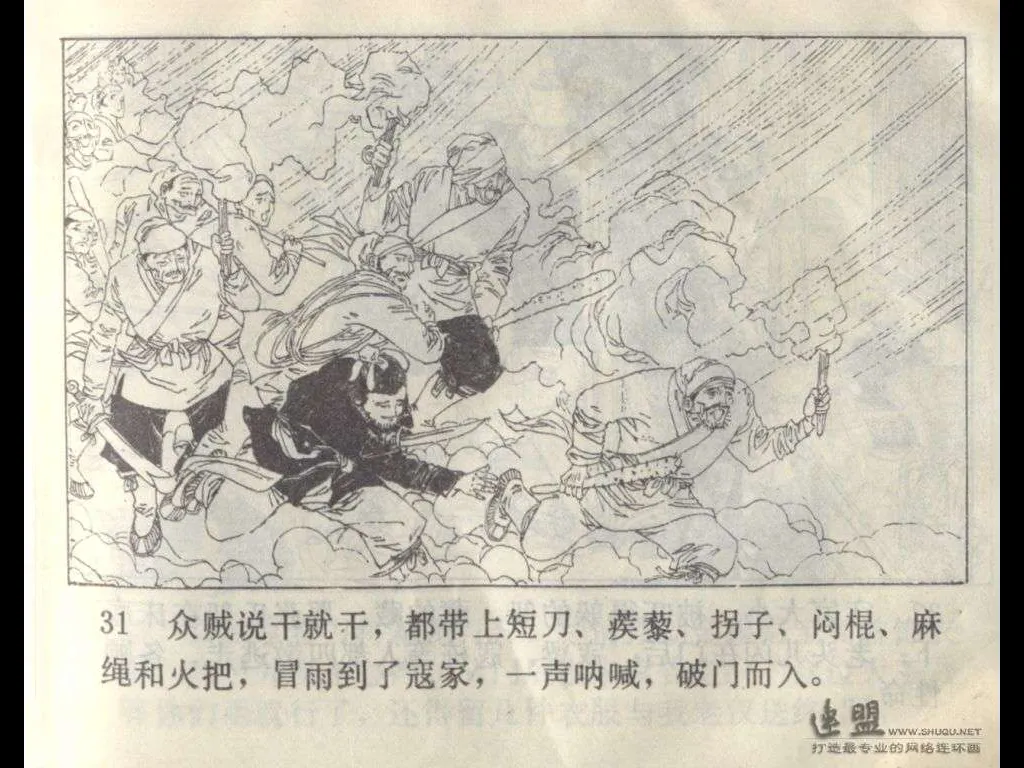 31 众贼说干就干，都带上短刀、蒺藜、拐子、闷棍、麻
绳和火把，冒雨到了寇家，一声呐喊，破门而入。
连盟 WWW.SHUQU.NET
打造最专业的网络连环画